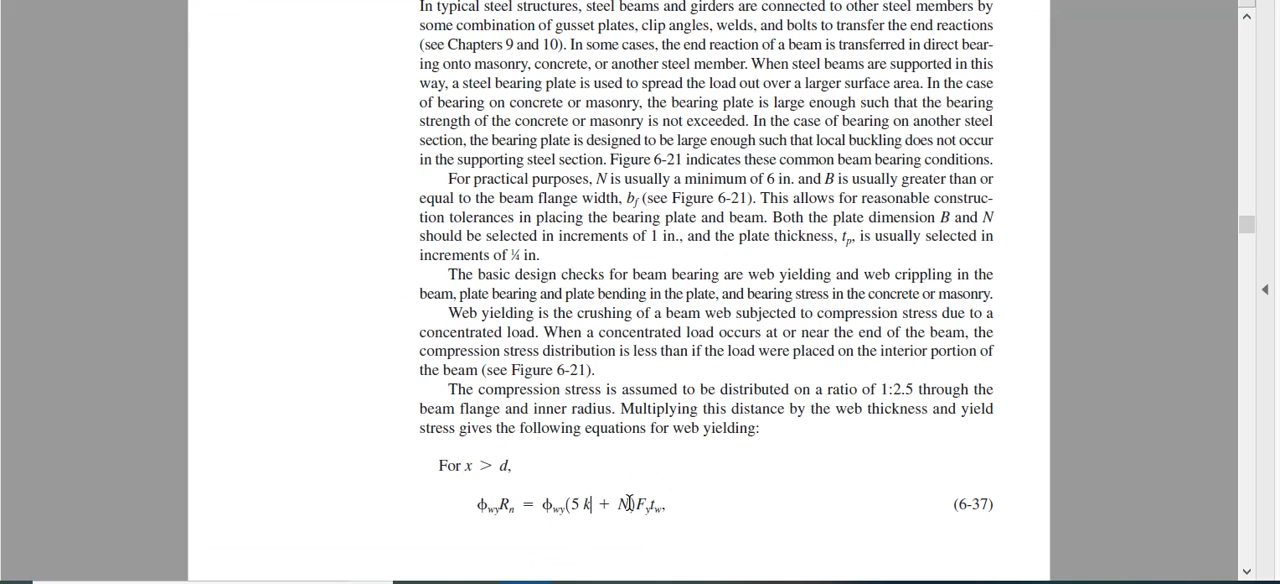 In typical steel structures, steel beams and girders are connected to other steel members by
some combination of gusset plates, clip angles, welds, and bolts to transfer the end reactions
(see Chapters 9 and 10). In some cases, the end reaction of a beam is transferred in direct bear-
ing onto masonry, concrete, or another steel member. When steel beams are supported in this
way, a steel bearing plate is used to spread the load out over a larger surface area. In the case
of bearing on concrete or masonry, the bearing plate is large enough such that the bearing
strength of the concrete or masonry is not exceeded. In the case of bearing on another steel
section, the bearing plate is designed to be large enough such that local buckling does not occur
in the supporting steel section. Figure 6-21 indicates these common beam bearing conditions.
For practical purposes, N is usually a minimum of 6 in. and B is usually greater than or
equal to the beam flange width, b_f (see Figure 6-21). This allows for reasonable construc-
tion tolerances in placing the bearing plate and beam. Both the plate dimension B and N
should be selected in increments of 1 in., and the plate thickness, t_p, is usually selected in
increments of ¼ in.
The basic design checks for beam bearing are web yielding and web crippling in the
beam, plate bearing and plate bending in the plate, and bearing stress in the concrete or masonry.
Web yielding is the crushing of a beam web subjected to compression stress due to a
concentrated load. When a concentrated load occurs at or near the end of the beam, the
compression stress distribution is less than if the load were placed on the interior portion of
the beam (see Figure 6-21).
The compression stress is assumed to be distributed on a ratio of 1:2.5 through the
beam flange and inner radius. Multiplying this distance by the web thickness and yield
stress gives the following equations for web yielding:
For x > d,
ϕ_wy R_n = ϕ_wy(5 k + N)F_y t_w, (6-37)